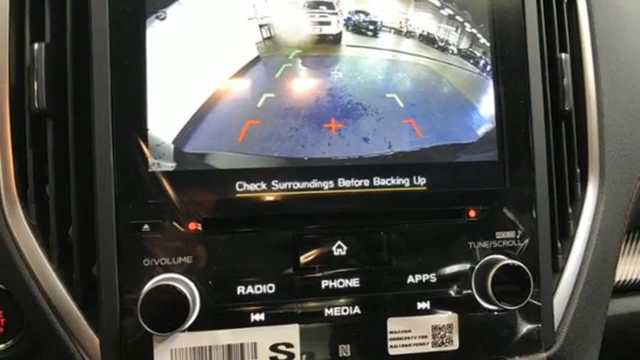 Check Surroundings Before Backing Up
VOLUME
TUNE/SCROLL
RADIO
PHONE
APPS
MEDIA
S